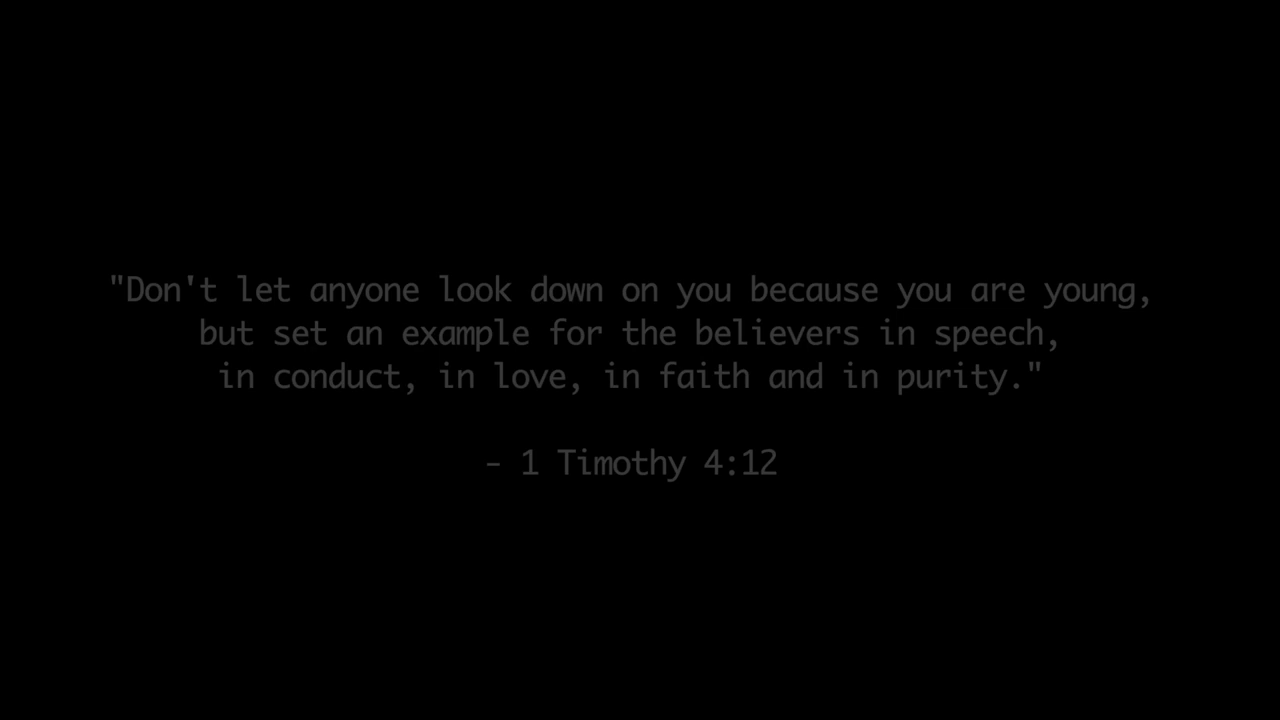 "Don't let anyone look down on you because you are young,
but set an example for the believers in speech,
in conduct, in love, in faith and in purity."
- 1 Timothy 4:12